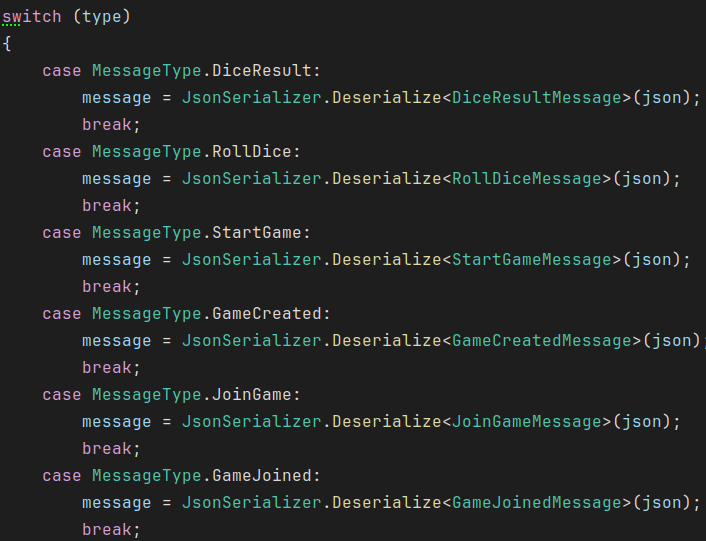 switch (type)
{
    case MessageType.DiceResult:
        message = JsonSerializer.Deserialize<DiceResultMessage>(json);
        break;
    case MessageType.RollDice:
        message = JsonSerializer.Deserialize<RollDiceMessage>(json);
        break;
    case MessageType.StartGame:
        message = JsonSerializer.Deserialize<StartGameMessage>(json);
        break;
    case MessageType.GameCreated:
        message = JsonSerializer.Deserialize<GameCreatedMessage>(json);
        break;
    case MessageType.JoinGame:
        message = JsonSerializer.Deserialize<JoinGameMessage>(json);
        break;
    case MessageType.GameJoined:
        message = JsonSerializer.Deserialize<GameJoinedMessage>(json);
        break;